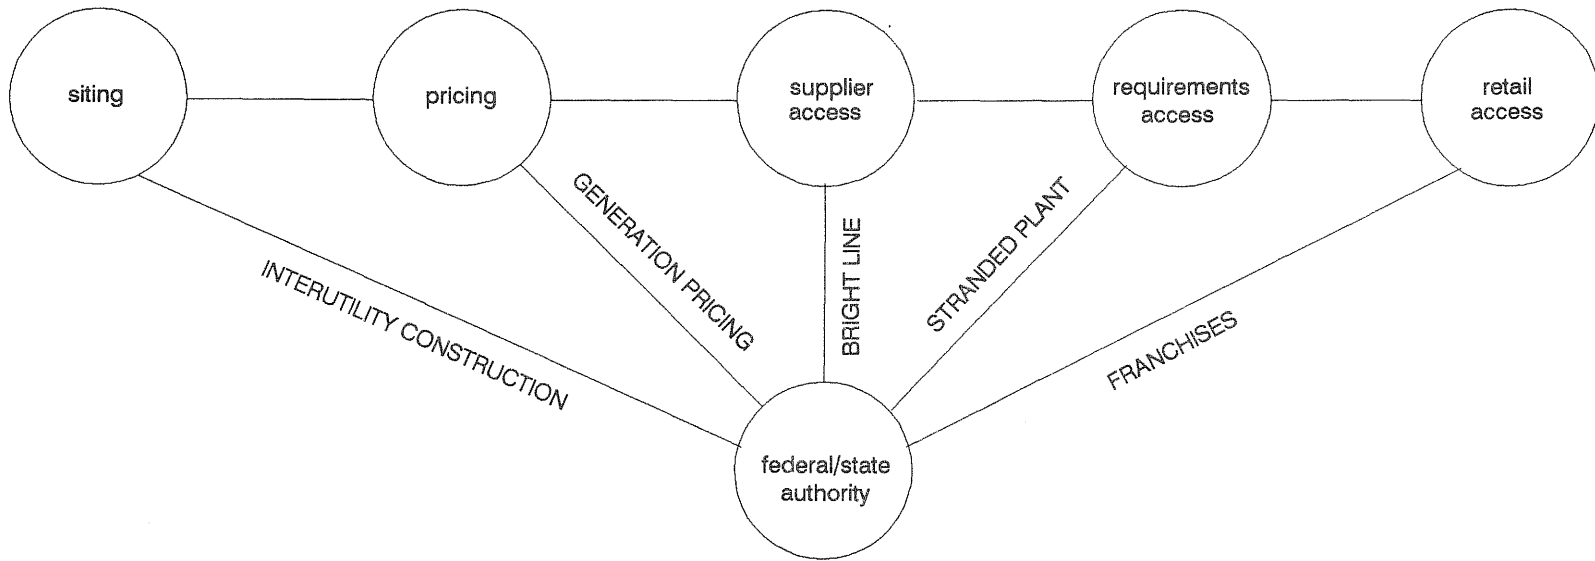 siting
pricing
supplier
access
requirements
access
retail
access
INTERUTILITY CONSTRUCTION
GENERATION PRICING
BRIGHT LINE
STRANDED PLANT
FRANCHISES
federal/state
authority